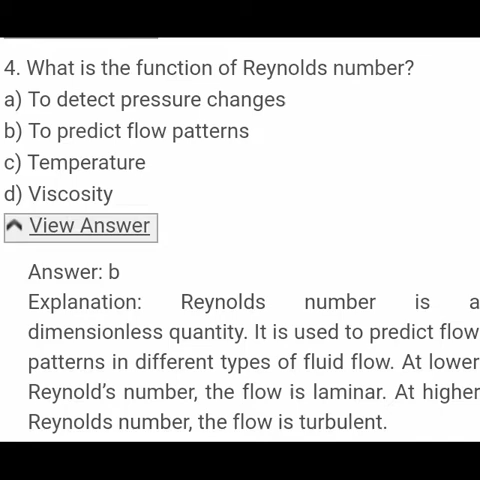 4. What is the function of Reynolds number?
a) To detect pressure changes
b) To predict flow patterns
c) Temperature
d) Viscosity
View Answer
Answer: b
Explanation: Reynolds number is a
dimensionless quantity. It is used to predict flow
patterns in different types of fluid flow. At lower
Reynold’s number, the flow is laminar. At higher
Reynolds number, the flow is turbulent.